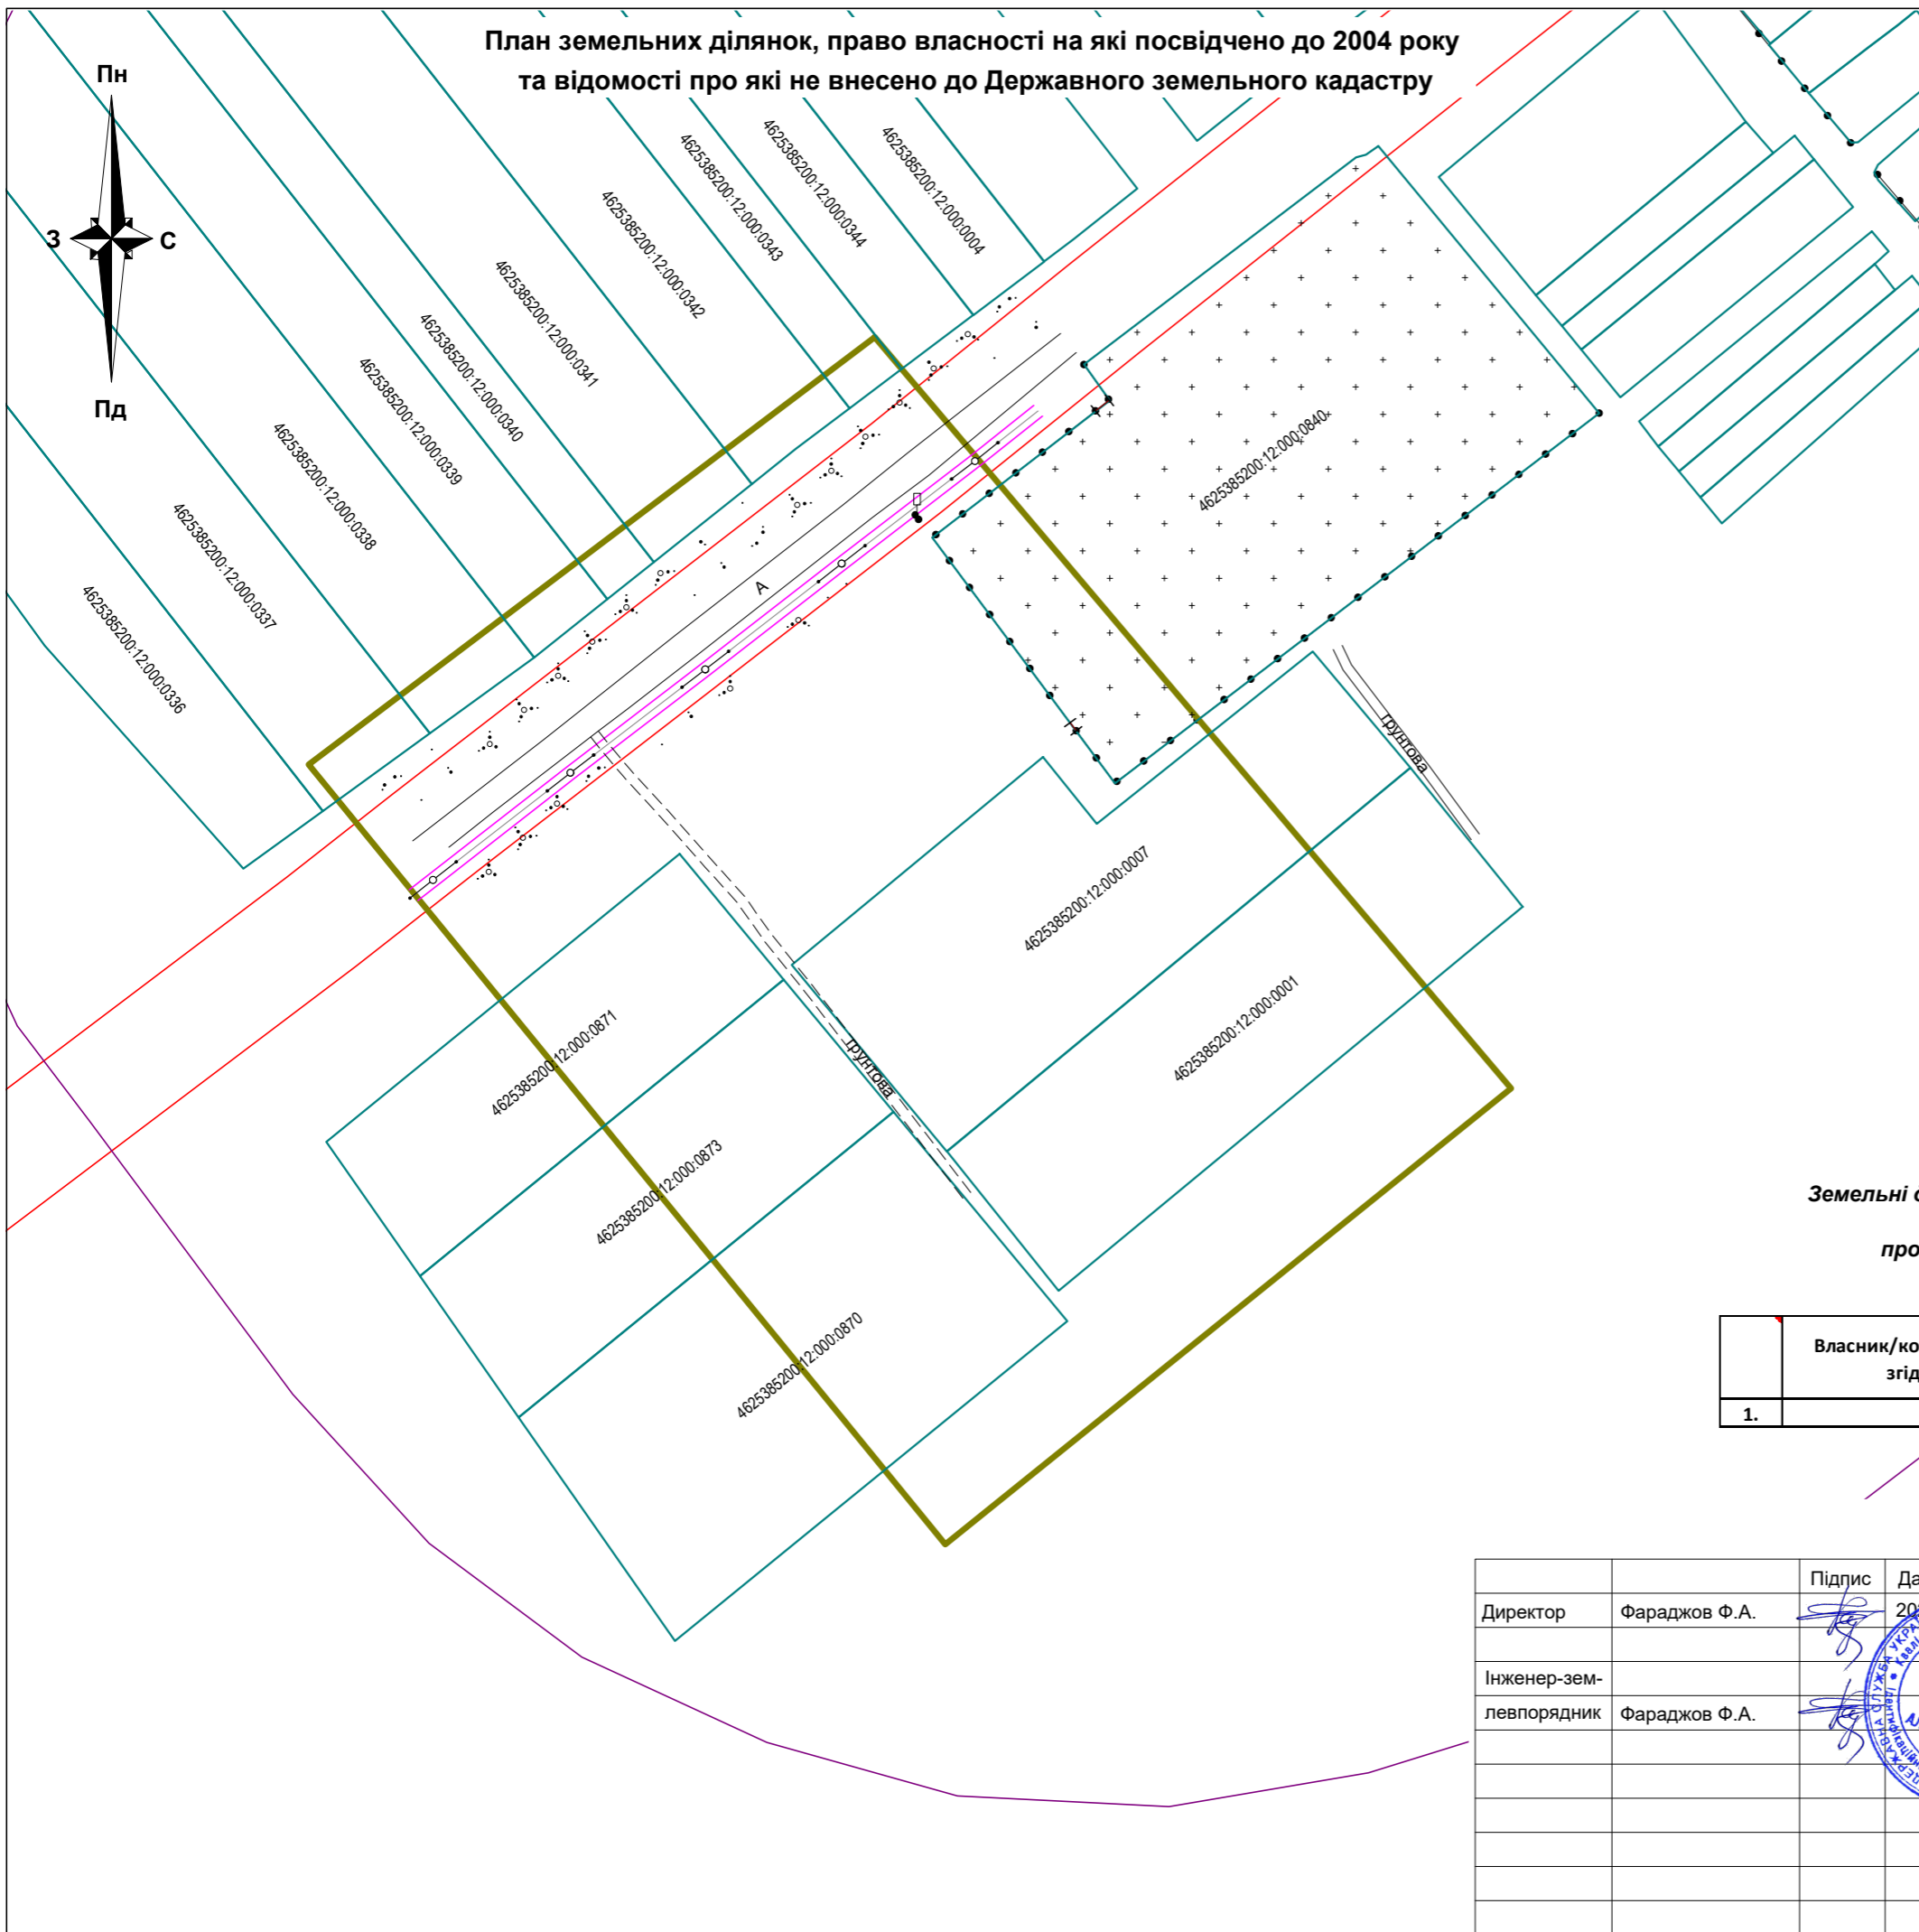 План земельних ділянок, право власності на які посвідчено до 2004 року
та відомості про які не внесено до Державного земельного кадастру
Пн
З
С
Пд
4625385200:12:000:0004
4625385200:12:000:0344
4625385200:12:000:0343
4625385200:12:000:0342
4625385200:12:000:0341
4625385200:12:000:0340
4625385200:12:000:0339
4625385200:12:000:0338
4625385200:12:000:0337
4625385200:12:000:0336
4625385200:12:000:0840
А
ґрунтова
4625385200:12:000:0007
4625385200:12:000:0001
4625385200:12:000:0871
ґрунтова
4625385200:12:000:0873
4625385200:12:000:0870
Земельні
про
Власник/ко
згід
1.
Підпис Да
Директор Фараджов Ф.А. 20
Інженер-зем-
левпорядник Фараджов Ф.А.